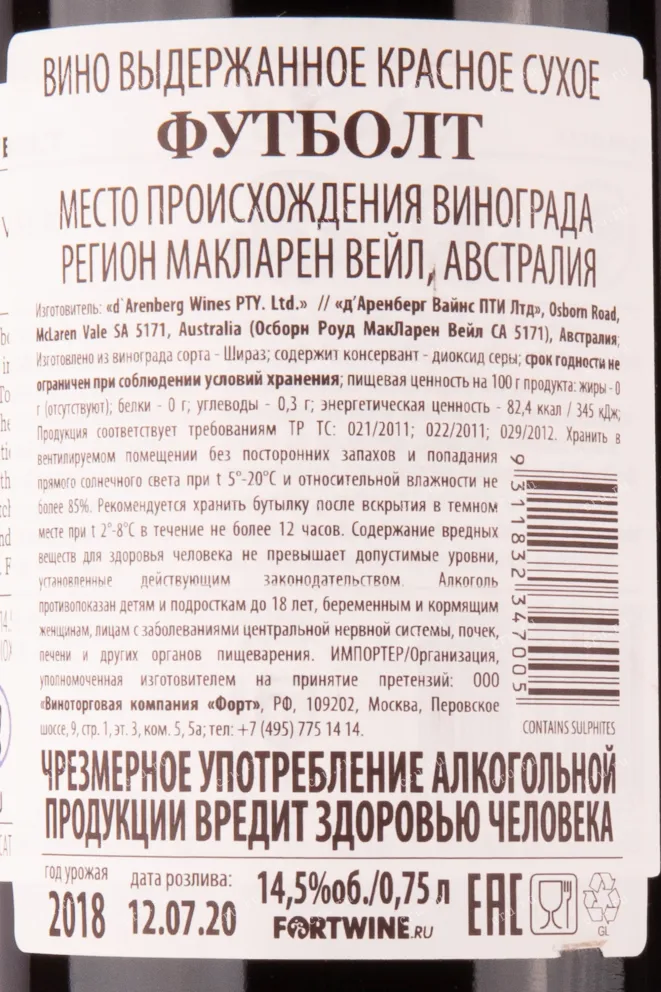 ВИНО ВЫДЕРЖАННОЕ КРАСНОЕ СУХОЕ
ФУТБОЛТ
МЕСТО ПРОИСХОЖДЕНИЯ ВИНОГРАДА
РЕГИОН МАКЛАРЕН ВЕЙЛ, АВСТРАЛИЯ
Изготовитель: «d`Arenberg Wines PTY. Ltd.» // «д’Аренберг Вайнс ПТИ Лтд», Osborn Road,
McLaren Vale SA 5171, Australia (Осборн Роуд МакЛарен Вейл СА 5171), Австралия;
Изготовлено из винограда сорта - Шираз; содержит консервант - диоксид серы; срок годности не
ограничен при соблюдении условий хранения; пищевая ценность на 100 г продукта: жиры - 0
г (отсутствуют); белки - 0 г; углеводы - 0,3 г; энергетическая ценность - 82,4 ккал / 345 кДж;
Продукция соответствует требованиям ТР ТС: 021/2011; 022/2011; 029/2012. Хранить в
вентилируемом помещении без посторонних запахов и попадания
прямого солнечного света при t 5°-20°С и относительной влажности не
более 85%. Рекомендуется хранить бутылку после вскрытия в темном
месте при t 2°-8°С в течение не более 12 часов. Содержание вредных
веществ для здоровья человека не превышает допустимые уровни,
установленные действующим законодательством. Алкоголь
противопоказан детям и подросткам до 18 лет, беременным и кормящим
женщинам, лицам с заболеваниями центральной нервной системы, почек,
печени и других органов пищеварения. ИМПОРТЕР/Организация,
уполномоченная изготовителем на принятие претензий: ООО
«Виноторговая компания «Форт», РФ, 109202, Москва, Перовское
шоссе, 9, стр. 1, эт. 3, ком. 5, 5а; тел: +7 (495) 775 14 14.
9 311832 347005
CONTAINS SULPHITES
ЧРЕЗМЕРНОЕ УПОТРЕБЛЕНИЕ АЛКОГОЛЬНОЙ
ПРОДУКЦИИ ВРЕДИТ ЗДОРОВЬЮ ЧЕЛОВЕКА
год урожая
2018
дата розлива:
12.07.20
14,5%об./0,75 л
FORTWINE.RU
EAC
GL